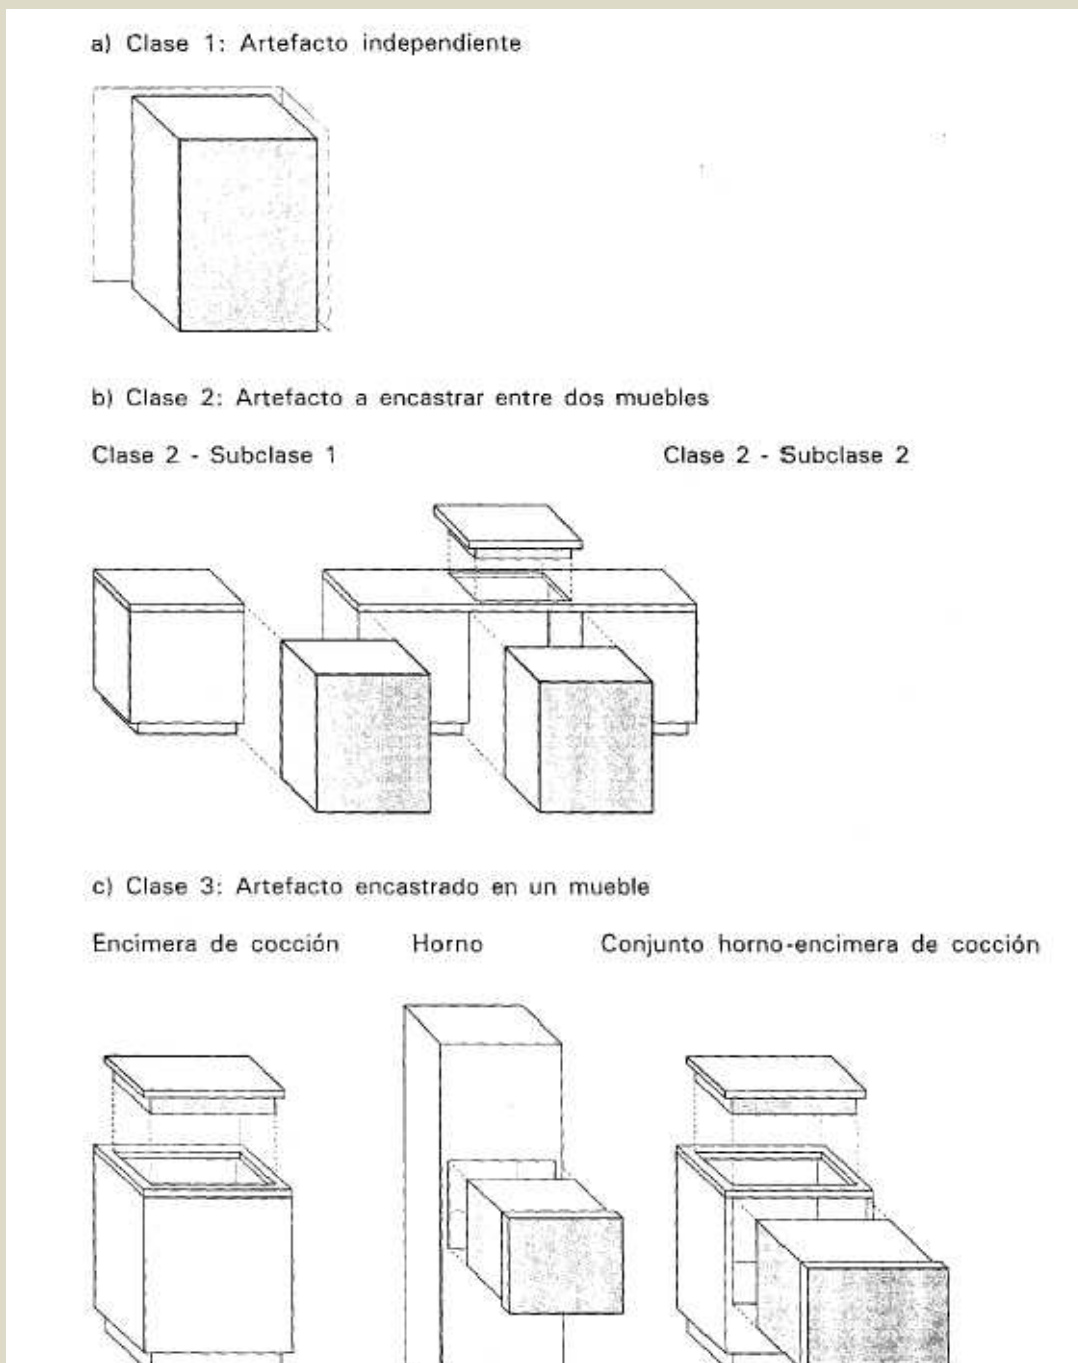 a) Clase 1: Artefacto independiente
b) Clase 2: Artefacto a encastrar entre dos muebles
Clase 2 - Subclase 1 Clase 2 - Subclase 2
c) Clase 3: Artefacto encastrado en un mueble
Encimera de cocción Horno Conjunto horno-encimera de cocción